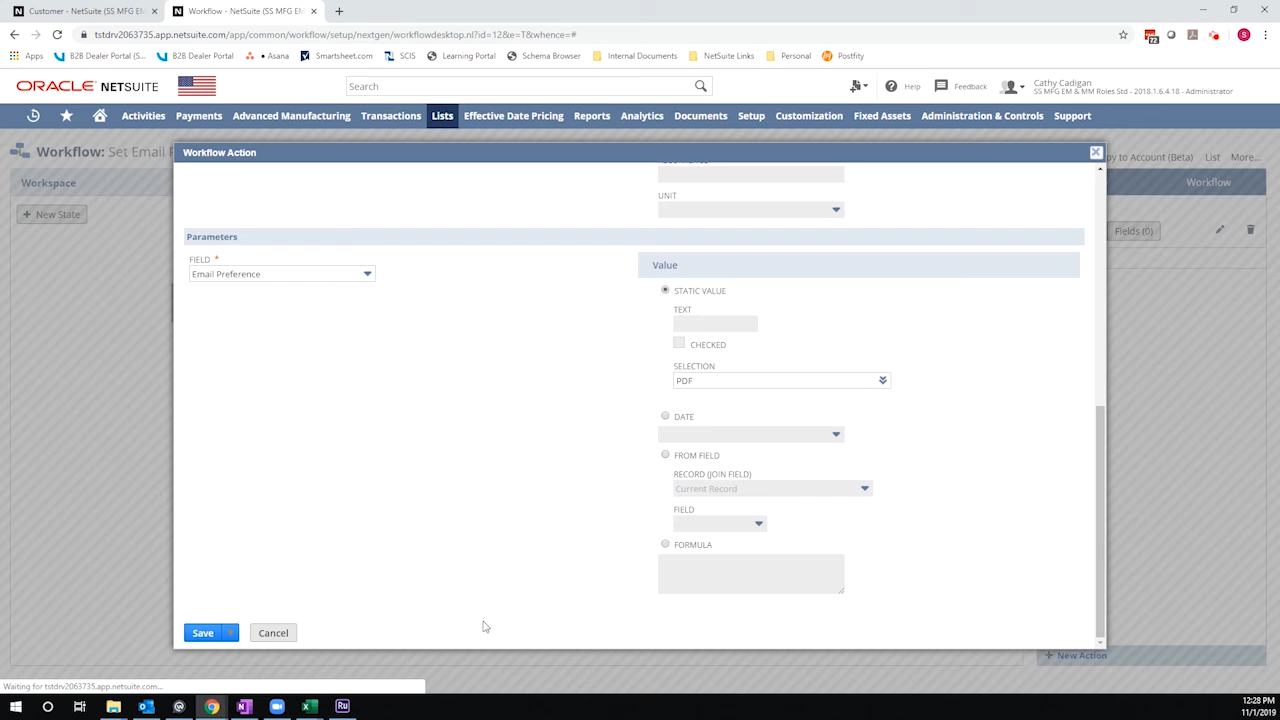 Customer - NetSuite (SS MFG EM
Workflow - NetSuite (SS MFG EM
tstdrv2063735.app.netsuite.com/app/common/workflow/setup/nextgen/workflowdesktop.nl?id=12&e=T&whence=#
72
S
Apps
B2B Dealer Portal (S...
B2B Dealer Portal
Asana
Smartsheet.com
SCIS
Learning Portal
Schema Browser
Internal Documents
NetSuite Links
Personal
Postfity
ORACLE NETSUITE
Search
Help
Feedback
Cathy Cadigan
SS MFG EM & MM Roles Std - 2018.1.6.4.18 - Administrator
Activities
Payments
Advanced Manufacturing
Transactions
Lists
Effective Date Pricing
Reports
Analytics
Documents
Setup
Customization
Fixed Assets
Administration & Controls
Support
Workflow: Set Email
Workflow Action
py to Account (Beta)
List
More...
Workspace
Workflow
New State
UNIT
Fields (0)
Parameters
FIELD *
Email Preference
Value
STATIC VALUE
TEXT
CHECKED
SELECTION
PDF
DATE
FROM FIELD
RECORD (JOIN FIELD)
Current Record
FIELD
FORMULA
Save
Cancel
New Action
Waiting for tstdrv2063735.app.netsuite.com...
Ru
12:28 PM
11/1/2019